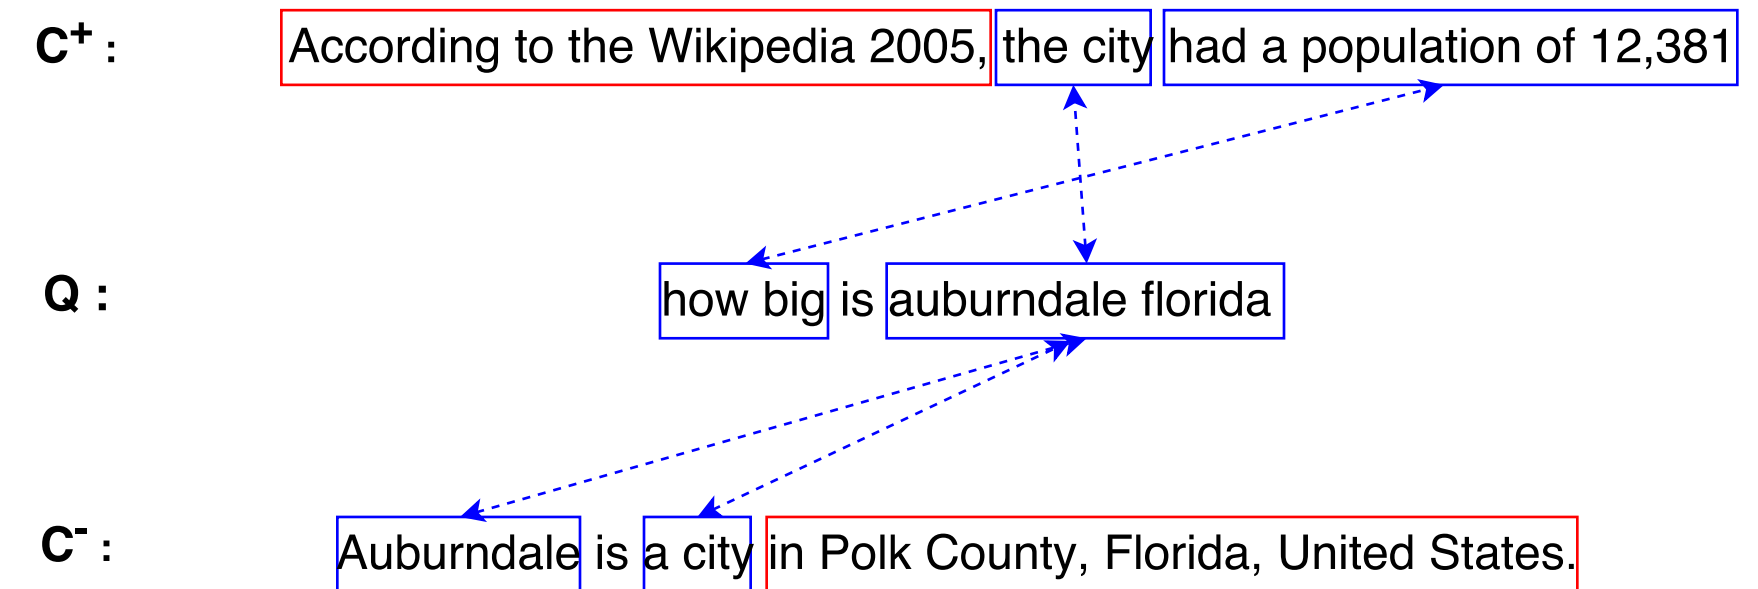 C+ : According to the Wikipedia 2005, the city had a population of 12,381
Q : how big is auburndale florida
C- : Auburndale is a city in Polk County, Florida, United States.